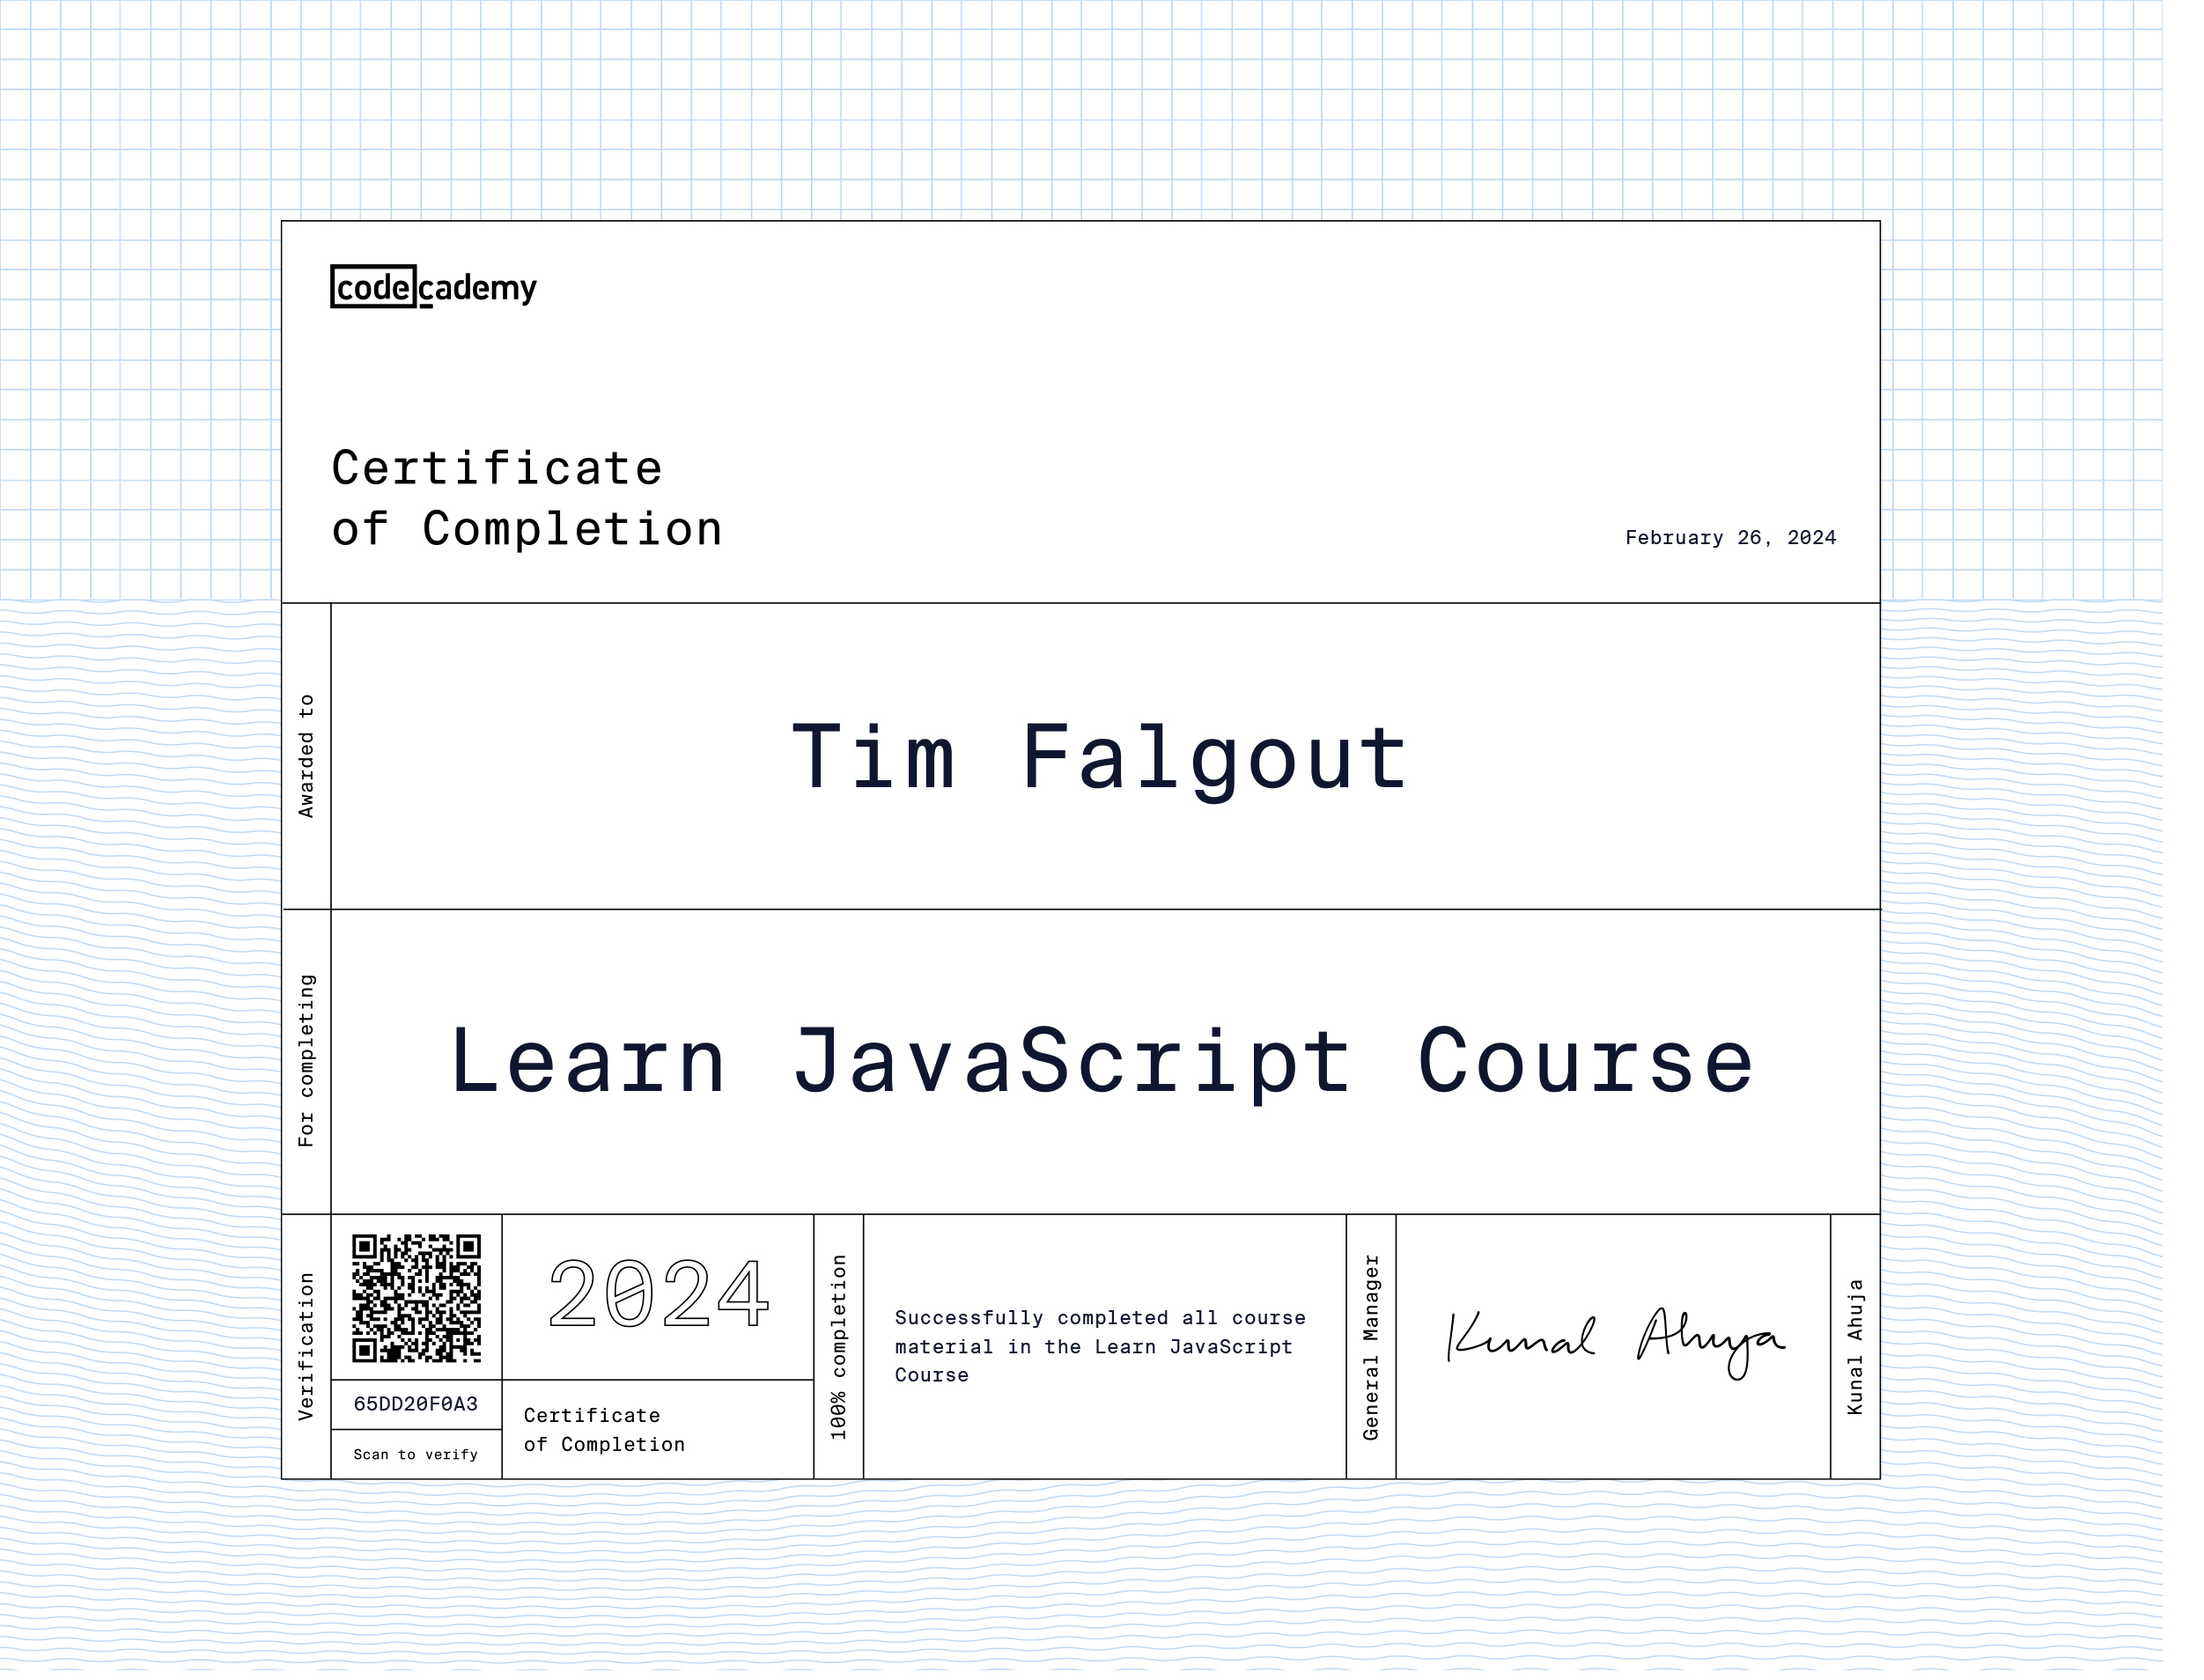 codecademy
Certificate
of Completion
February 26, 2024
Awarded to
Tim Falgout
For completing
Learn JavaScript Course
Verification
65DD20F0A3
Scan to verify
2024
Certificate
of Completion
100% completion
Successfully completed all course
material in the Learn JavaScript
Course
General Manager
Kunal Ahuja
Kunal Ahuja